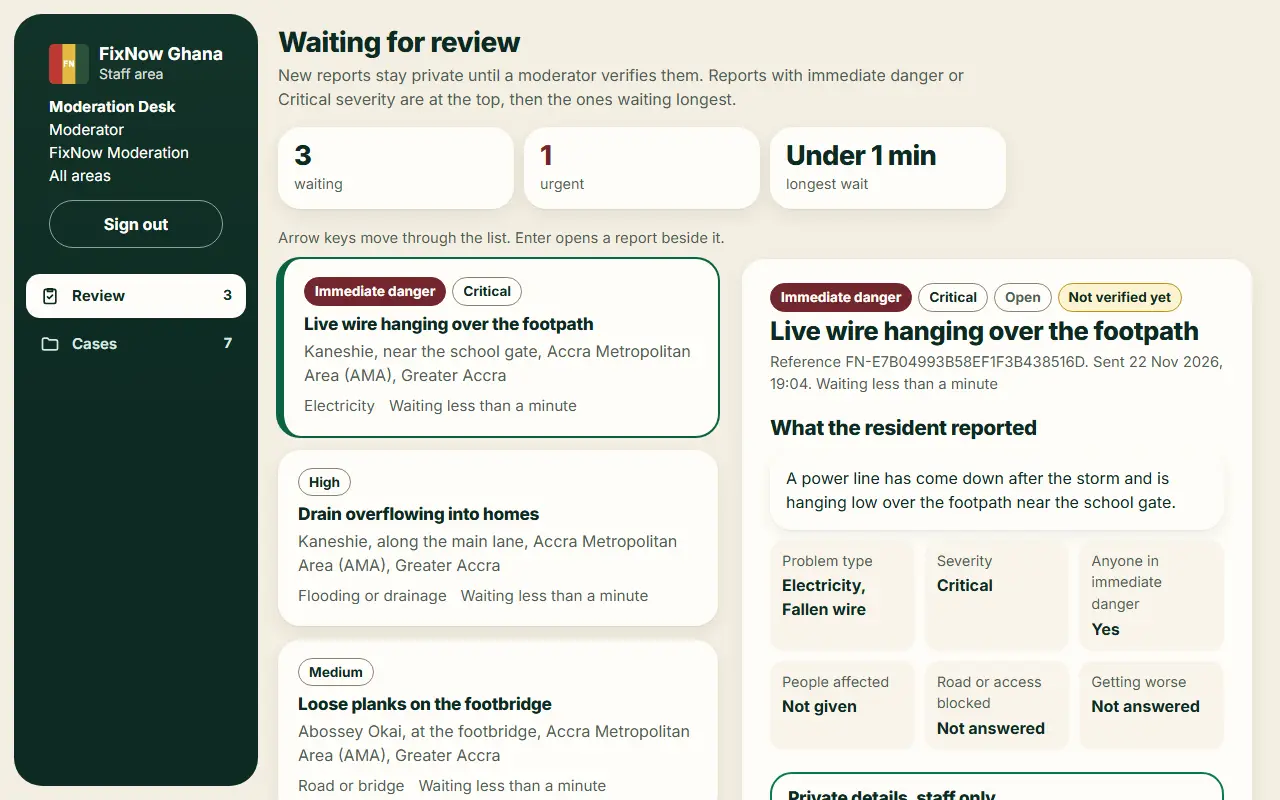 FN
FixNow Ghana
Staff area
Moderation Desk
Moderator
FixNow Moderation
All areas
Sign out
Review 3
Cases 7
Waiting for review
New reports stay private until a moderator verifies them. Reports with immediate danger or
Critical severity are at the top, then the ones waiting longest.
3
waiting
1
urgent
Under 1 min
longest wait
Arrow keys move through the list. Enter opens a report beside it.
Immediate danger Critical
Live wire hanging over the footpath
Kaneshie, near the school gate, Accra Metropolitan
Area (AMA), Greater Accra
Electricity Waiting less than a minute
High
Drain overflowing into homes
Kaneshie, along the main lane, Accra Metropolitan
Area (AMA), Greater Accra
Flooding or drainage Waiting less than a minute
Medium
Loose planks on the footbridge
Abossey Okai, at the footbridge, Accra Metropolitan
Area (AMA), Greater Accra
Road or bridge Waiting less than a minute
Immediate danger Critical Open Not verified yet
Live wire hanging over the footpath
Reference FN-E7B04993B58EF1F3B438516D. Sent 22 Nov 2026,
19:04. Waiting less than a minute
What the resident reported
A power line has come down after the storm and is
hanging low over the footpath near the school gate.
Problem type
Electricity,
Fallen wire
Severity
Critical
Anyone in
immediate
danger
Yes
People affected
Not given
Road or access
blocked
Not answered
Getting worse
Not answered
Private details, staff only